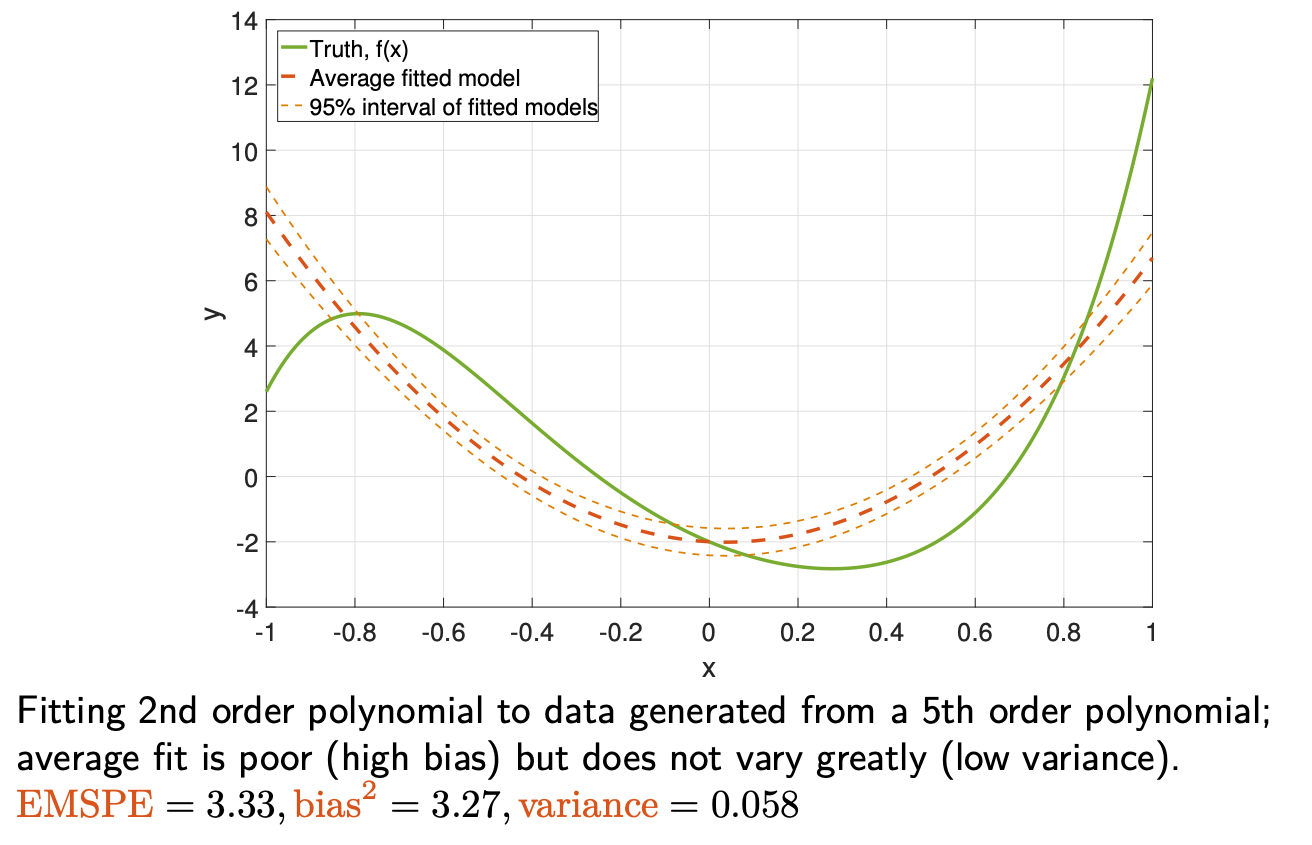 14
12
10
8
6
4
2
0
-2
-4
y
Truth, f(x)
Average fitted model
95% interval of fitted models
-1 -0.8 -0.6 -0.4 -0.2 0 0.2 0.4 0.6 0.8 1
x
Fitting 2nd order polynomial to data generated from a 5th order polynomial;
average fit is poor (high bias) but does not vary greatly (low variance).
EMSPE = 3.33, bias² = 3.27, variance = 0.058